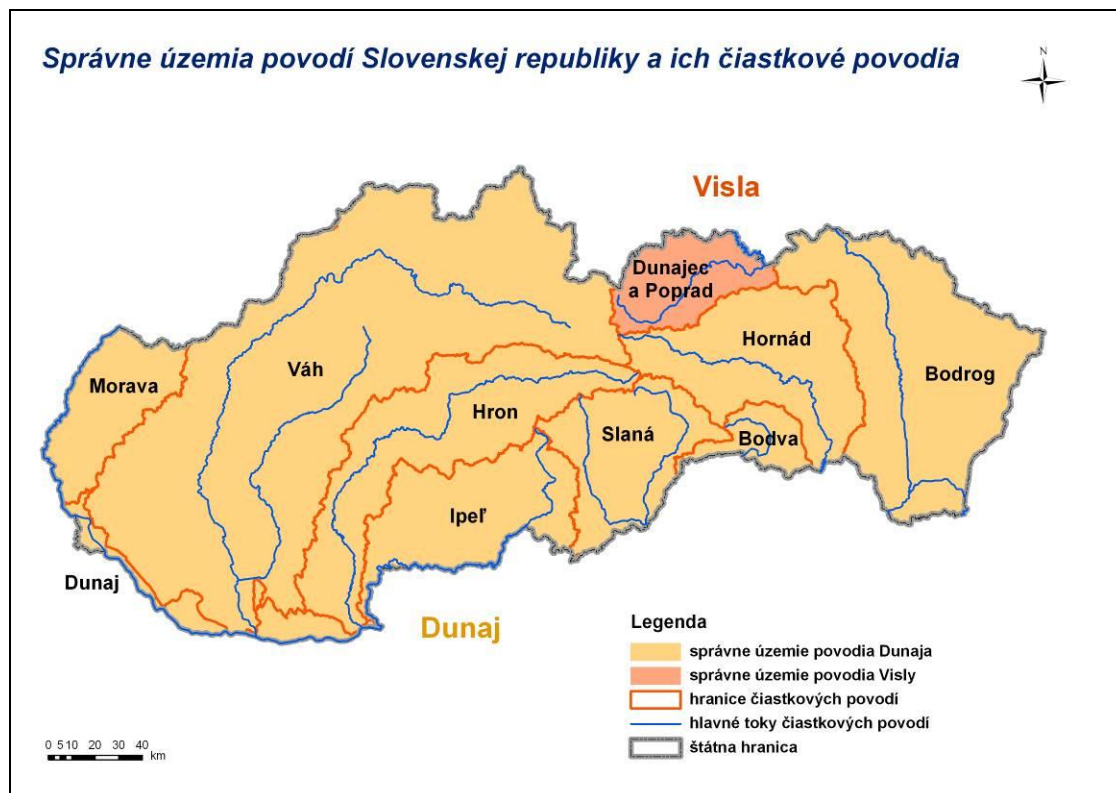 Správne územia povodí Slovenskej republiky a ich čiastkové povodia
N
Visla
Dunajec
a Poprad
Hornád
Váh
Morava
Bodrog
Hron
Slaná
Bodva
Ipeľ
Dunaj
Dunaj
Legenda
správne územie povodia Dunaja
správne územie povodia Visly
hranice čiastkových povodí
hlavné toky čiastkových povodí
štátna hranica
0 5 10 20 30 40
km